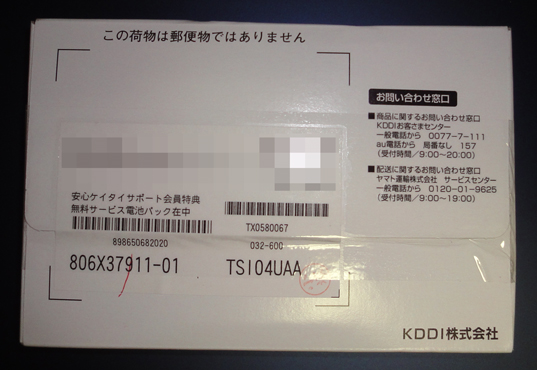 この荷物は郵便物ではありません
お問い合わせ窓口
■商品に関するお問い合わせ窓口
KDDIお客さまセンター
一般電話から 0077-7-111
au電話から 局番なし 157
(受付時間/9:00~20:00)
■配送に関するお問い合わせ窓口
ヤマト運輸株式会社 サービスセンター
一般電話から 0120-01-9625
(受付時間/9:00~19:00)
安心ケイタイサポート会員特典
無料サービス電池パック在中
898650682020
806X37911-01
TX0580067
032-600
TSI04UAA
KDDI株式会社